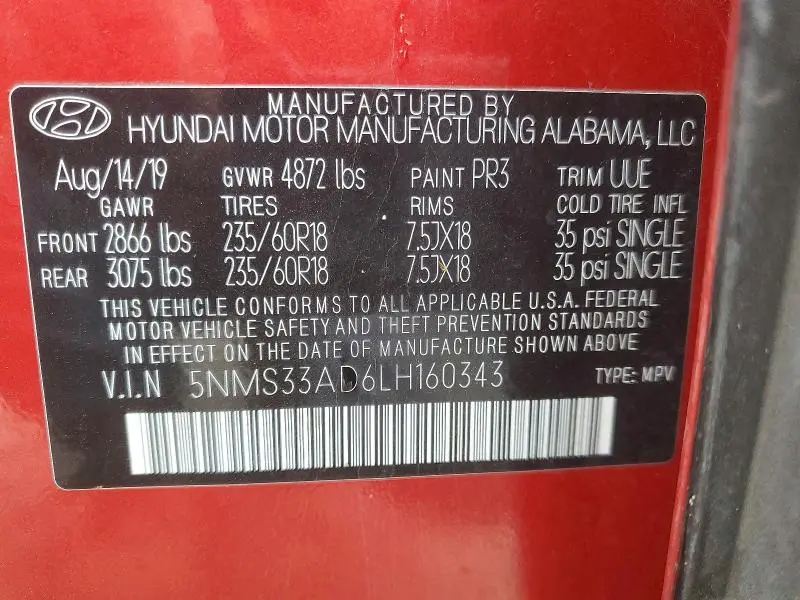 MANUFACTURED BY
HYUNDAI MOTOR MANUFACTURING ALABAMA, LLC
Aug/14/19 GVWR 4872 lbs PAINT PR3 TRIM UUE
GAWR TIRES RIMS COLD TIRE INFL
FRONT 2866 lbs 235/60R18 7.5JX18 35 psi SINGLE
REAR 3075 lbs 235/60R18 7.5JX18 35 psi SINGLE
THIS VEHICLE CONFORMS TO ALL APPLICABLE U.S.A. FEDERAL
MOTOR VEHICLE SAFETY AND THEFT PREVENTION STANDARDS
IN EFFECT ON THE DATE OF MANUFACTURE SHOWN ABOVE
V.I.N 5NMS33AD6LH160343 TYPE: MPV